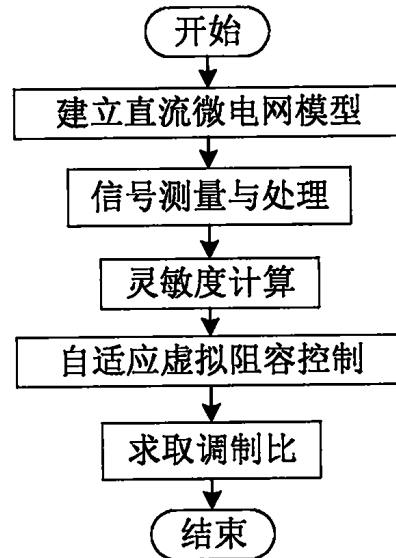 开始
建立直流微电网模型
信号测量与处理
灵敏度计算
自适应虚拟阻容控制
求取调制比
结束